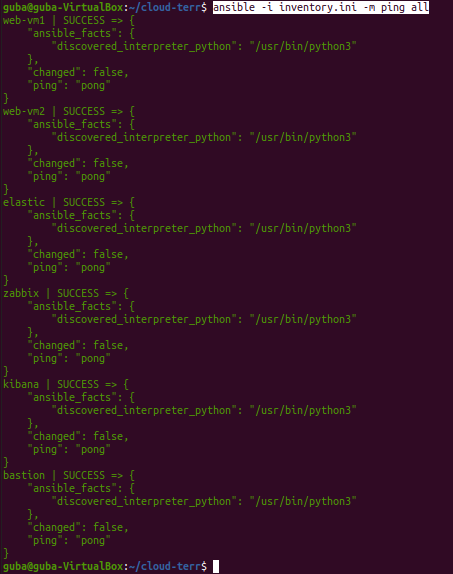 guba@guba-VirtualBox:~/cloud-terr$ ansible -i inventory.ini -m ping all
web-vm1 | SUCCESS => {
    "ansible_facts": {
        "discovered_interpreter_python": "/usr/bin/python3"
    },
    "changed": false,
    "ping": "pong"
}
web-vm2 | SUCCESS => {
    "ansible_facts": {
        "discovered_interpreter_python": "/usr/bin/python3"
    },
    "changed": false,
    "ping": "pong"
}
elastic | SUCCESS => {
    "ansible_facts": {
        "discovered_interpreter_python": "/usr/bin/python3"
    },
    "changed": false,
    "ping": "pong"
}
zabbix | SUCCESS => {
    "ansible_facts": {
        "discovered_interpreter_python": "/usr/bin/python3"
    },
    "changed": false,
    "ping": "pong"
}
kibana | SUCCESS => {
    "ansible_facts": {
        "discovered_interpreter_python": "/usr/bin/python3"
    },
    "changed": false,
    "ping": "pong"
}
bastion | SUCCESS => {
    "ansible_facts": {
        "discovered_interpreter_python": "/usr/bin/python3"
    },
    "changed": false,
    "ping": "pong"
}
guba@guba-VirtualBox:~/cloud-terr$